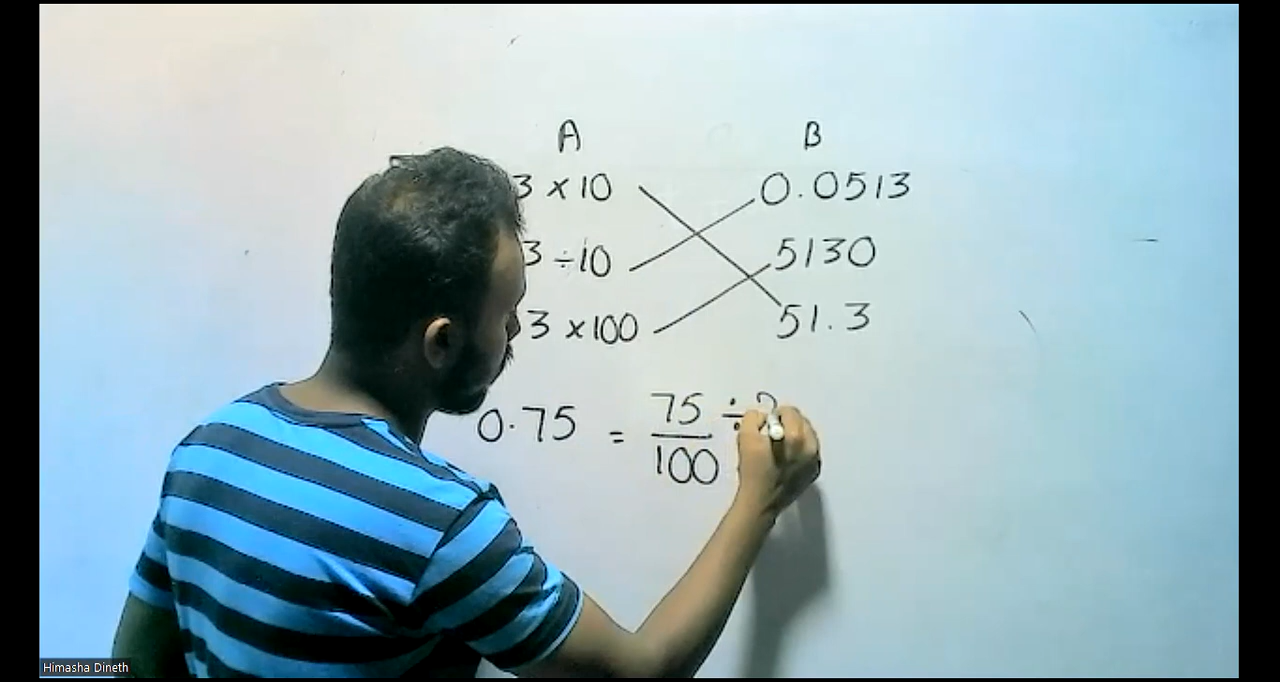 A B
3 × 10 0.0513
3 ÷ 10 5130
3 × 100 51.3
0.75 = 75/100 ÷
Himasha Dineth